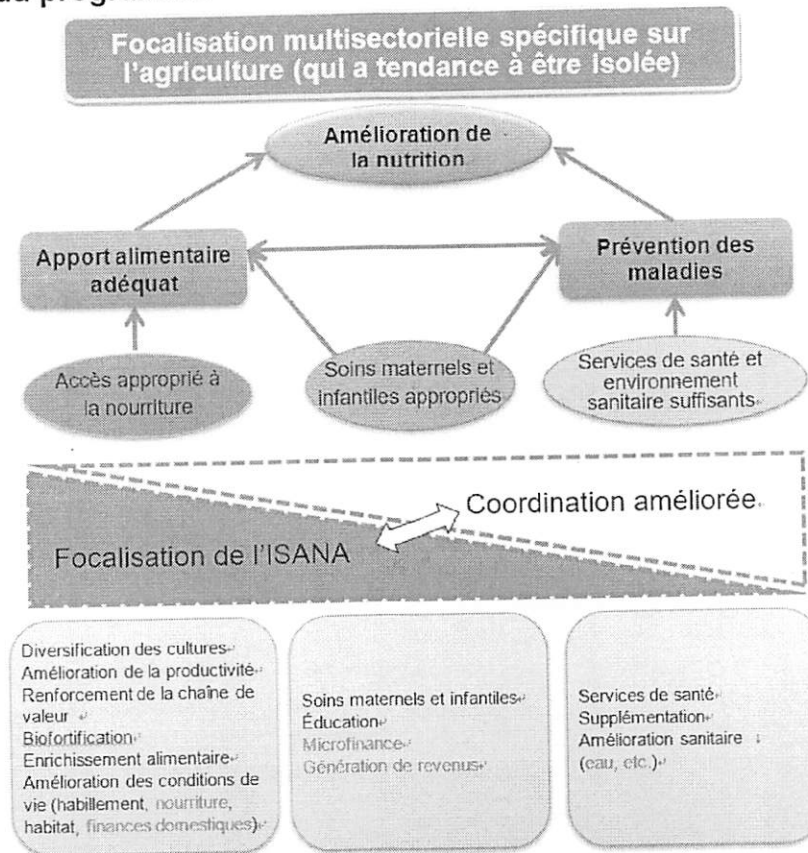 Focalisation multisectorielle spécifique sur
l'agriculture (qui a tendance à être isolée)
Amélioration de
la nutrition
Apport alimentaire
adéquat
Prévention des
maladies
Accès approprié à
la nourriture
Soins maternels et
infantiles appropriés
Services de santé et
environnement
sanitaire suffisants
Coordination améliorée
Focalisation de l'ISANA
Diversification des cultures
Amélioration de la productivité
Renforcement de la chaîne de
valeur
Biofortification
Enrichissement alimentaire
Amélioration des conditions de
vie (habillement, nourriture,
habitat, finances domestiques)
Soins maternels et infantiles
Éducation
Microfinance
Génération de revenus
Services de santé
Supplémentation
Amélioration sanitaire
(eau, etc.)